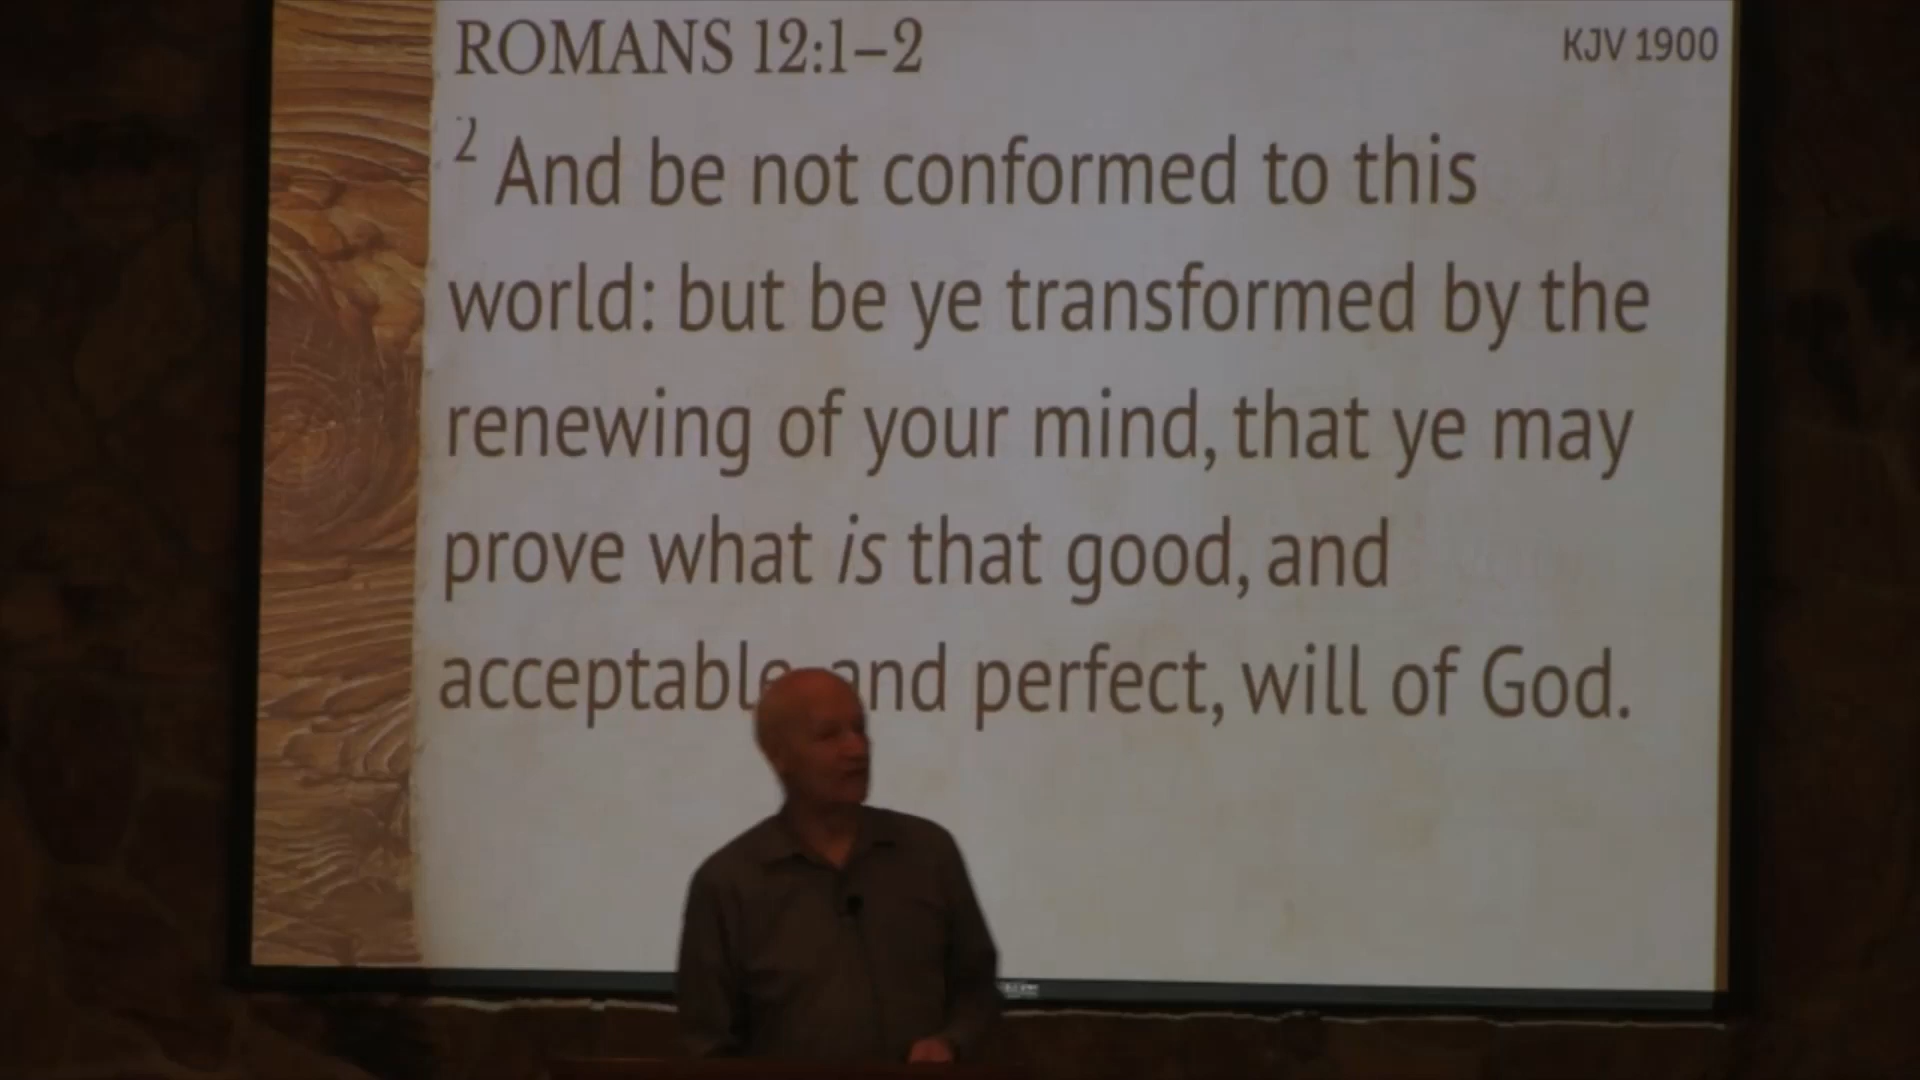 ROMANS 12:1–2
KJV 1900
2 And be not conformed to this
world: but be ye transformed by the
renewing of your mind, that ye may
prove what is that good, and
acceptable, and perfect, will of God.